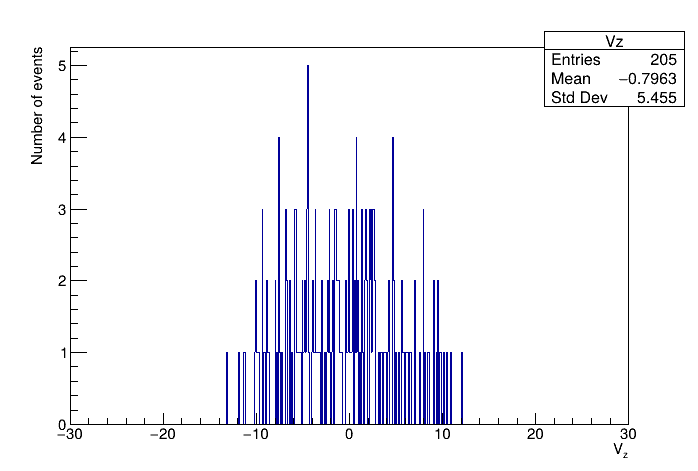 Vz
Entries 205
Mean −0.7963
Std Dev 5.455
Number of events
5
4
3
2
1
0
−30 −20 −10 0 10 20 30
Vz